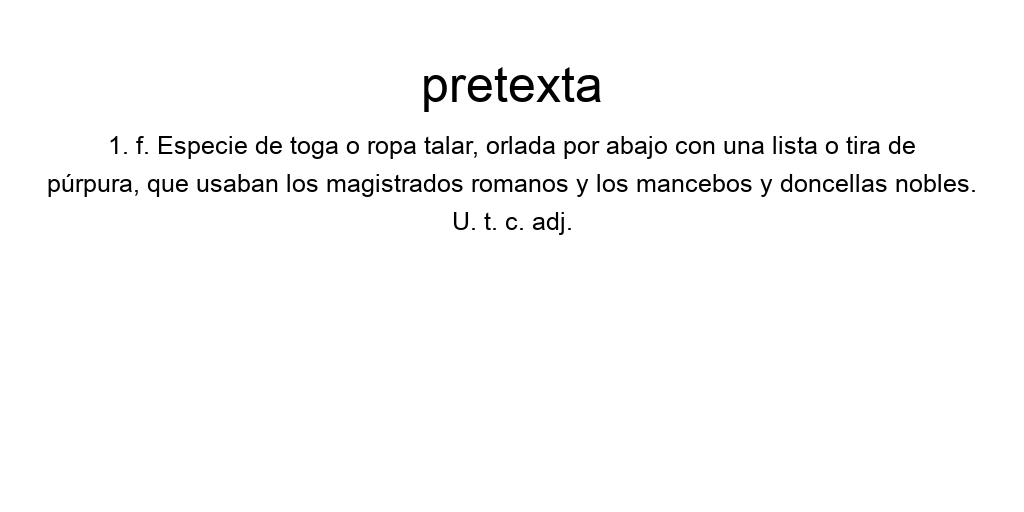 pretexta
1. f. Especie de toga o ropa talar, orlada por abajo con una lista o tira de
púrpura, que usaban los magistrados romanos y los mancebos y doncellas nobles.
U. t. c. adj.